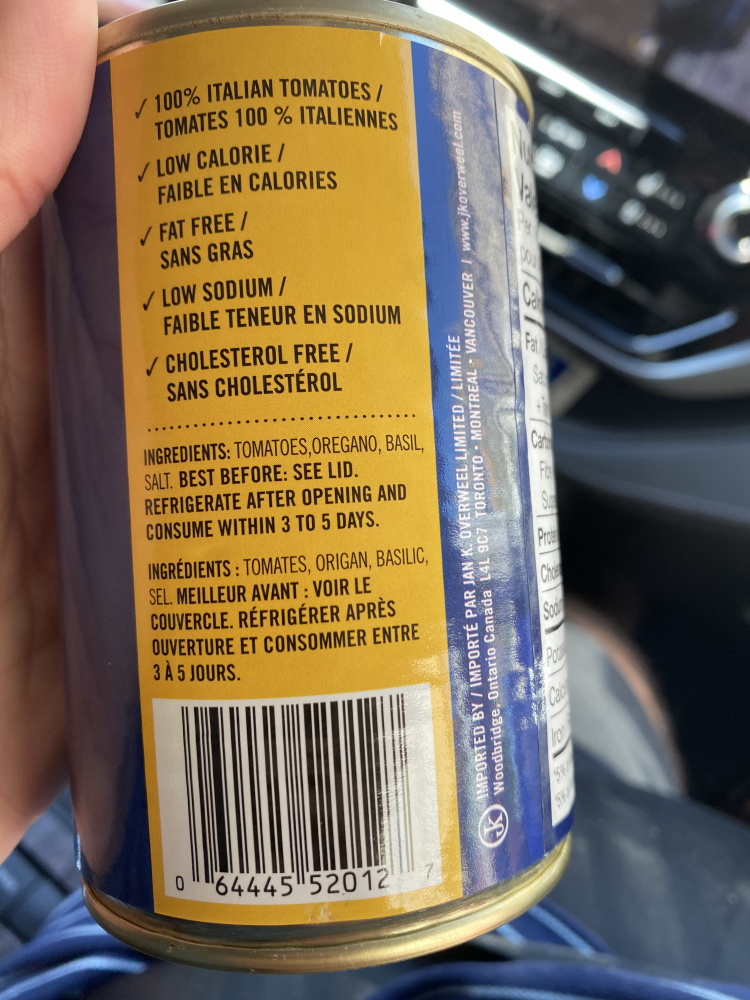 ✓ 100% ITALIAN TOMATOES /
TOMATES 100 % ITALIENNES
✓ LOW CALORIE /
FAIBLE EN CALORIES
✓ FAT FREE /
SANS GRAS
✓ LOW SODIUM /
FAIBLE TENEUR EN SODIUM
✓ CHOLESTEROL FREE /
SANS CHOLESTÉROL
INGREDIENTS: TOMATOES,OREGANO, BASIL,
SALT. BEST BEFORE: SEE LID.
REFRIGERATE AFTER OPENING AND
CONSUME WITHIN 3 TO 5 DAYS.
INGRÉDIENTS : TOMATES, ORIGAN, BASILIC,
SEL. MEILLEUR AVANT : VOIR LE
COUVERCLE. RÉFRIGÉRER APRÈS
OUVERTURE ET CONSOMMER ENTRE
3 À 5 JOURS.
0 64445 52012 7
JK
IMPORTED BY / IMPORTÉ PAR JAN K. OVERWEEL LIMITED / LIMITÉE
Woodbridge, Ontario Canada L4L 9C7 TORONTO • MONTREAL • VANCOUVER | www.jkoverweel.com
Fat
Iron